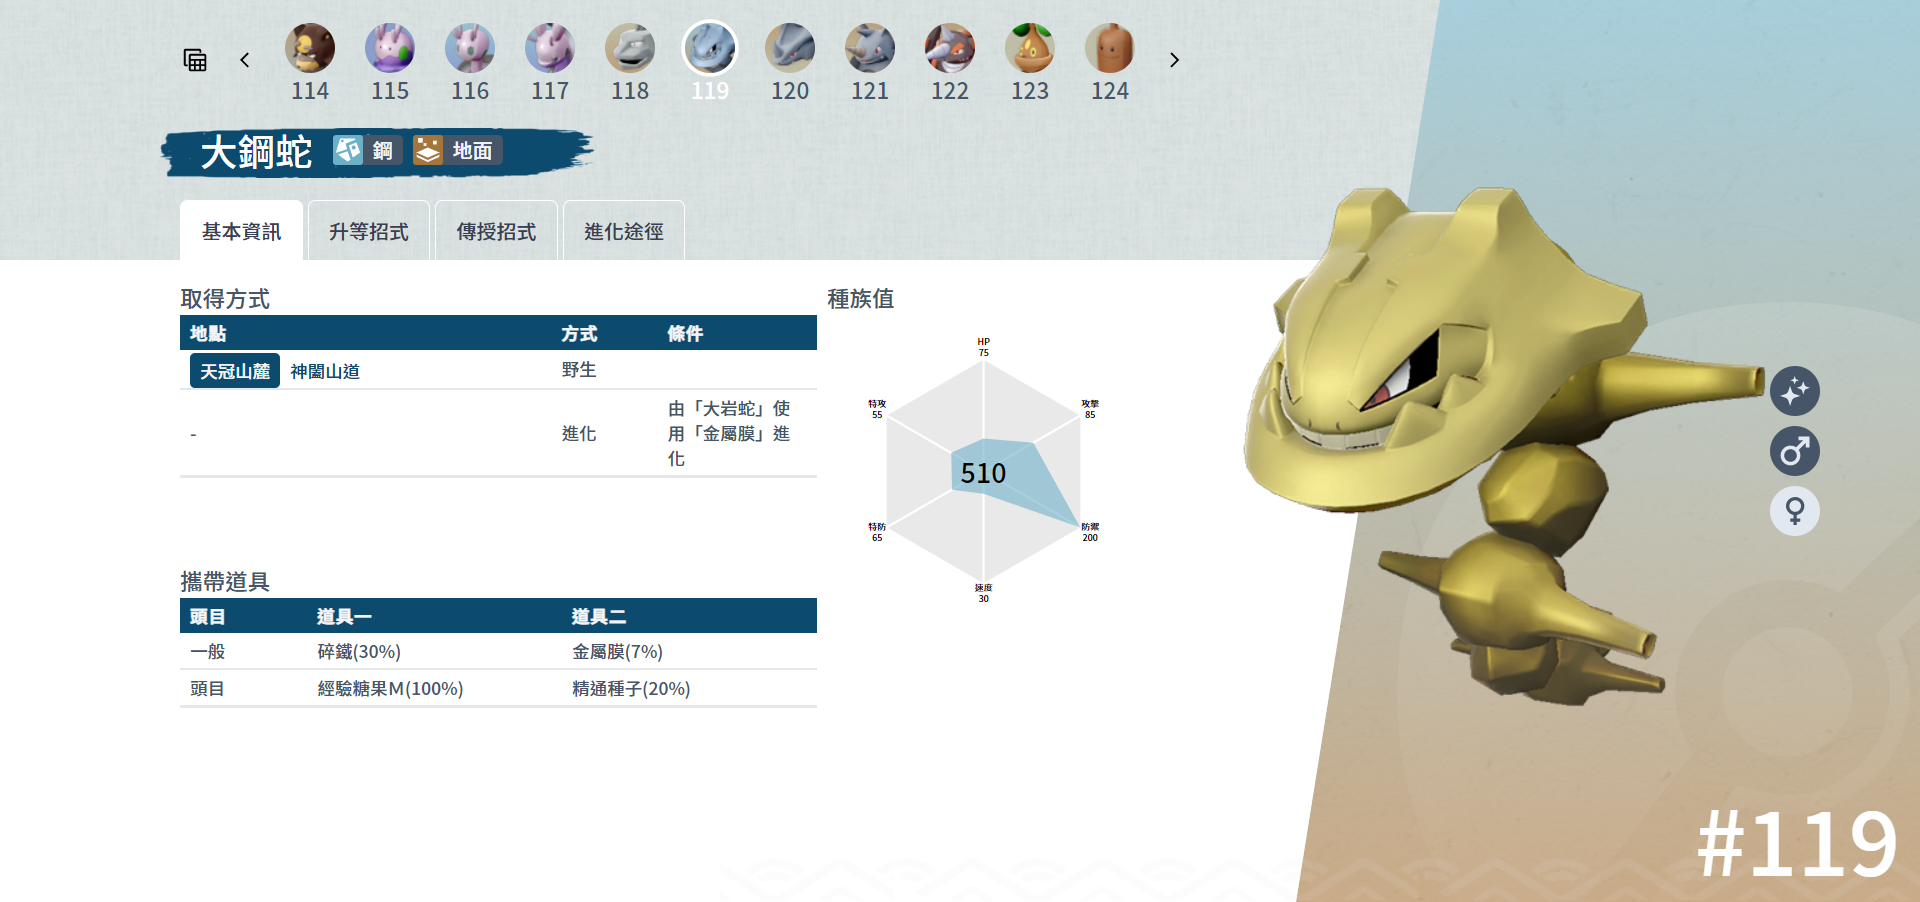 114 115 116 117 118 119 120 121 122 123 124
大鋼蛇 鋼 地面
基本資訊 升等招式 傳授招式 進化途徑
取得方式
地點 方式 條件
天冠山麓 神闔山道 野生
- 進化 由「大岩蛇」使
用「金屬膜」進
化
種族值
HP
75
特攻
55
攻擊
85
510
特防
65
防禦
200
速度
30
攜帶道具
頭目 道具一 道具二
一般 碎鐵(30%) 金屬膜(7%)
頭目 經驗糖果M(100%) 精通種子(20%)
#119